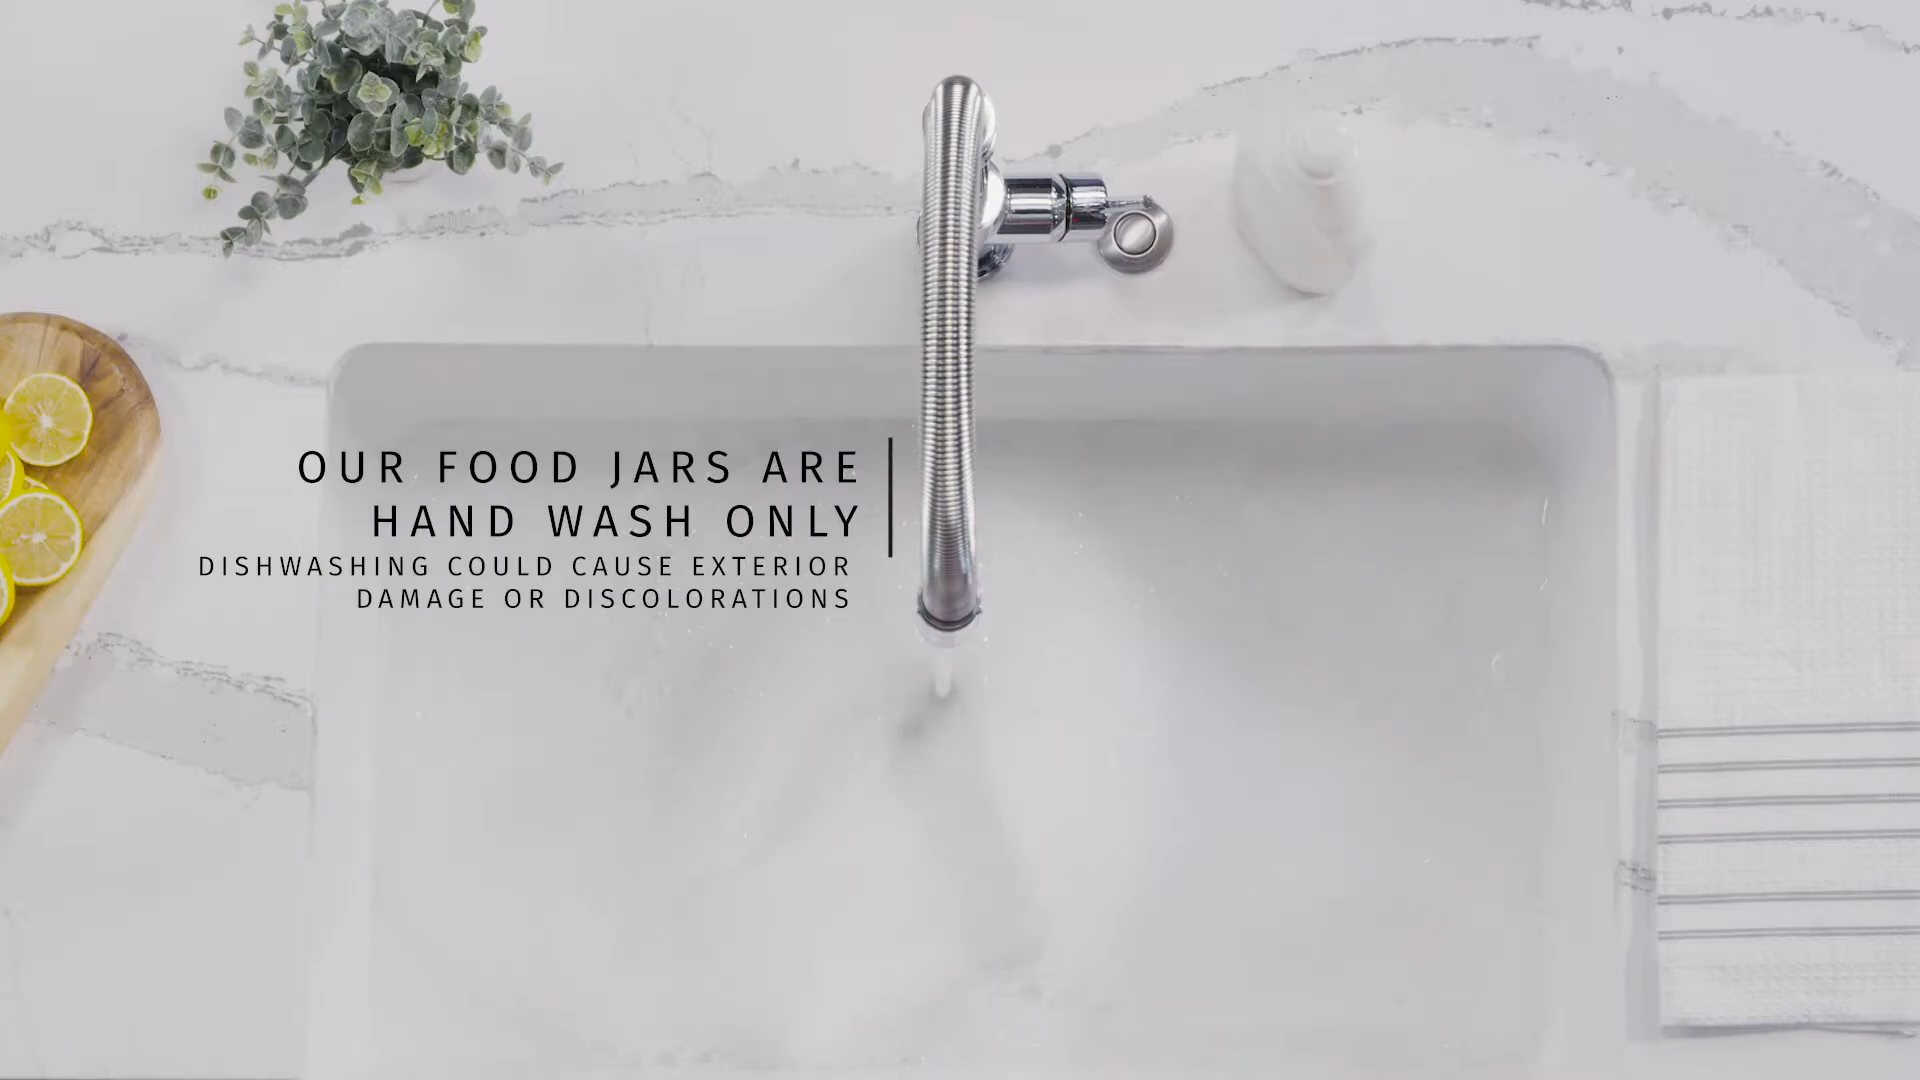 OUR FOOD JARS ARE
HAND WASH ONLY
DISHWASHING COULD CAUSE EXTERIOR
DAMAGE OR DISCOLORATIONS